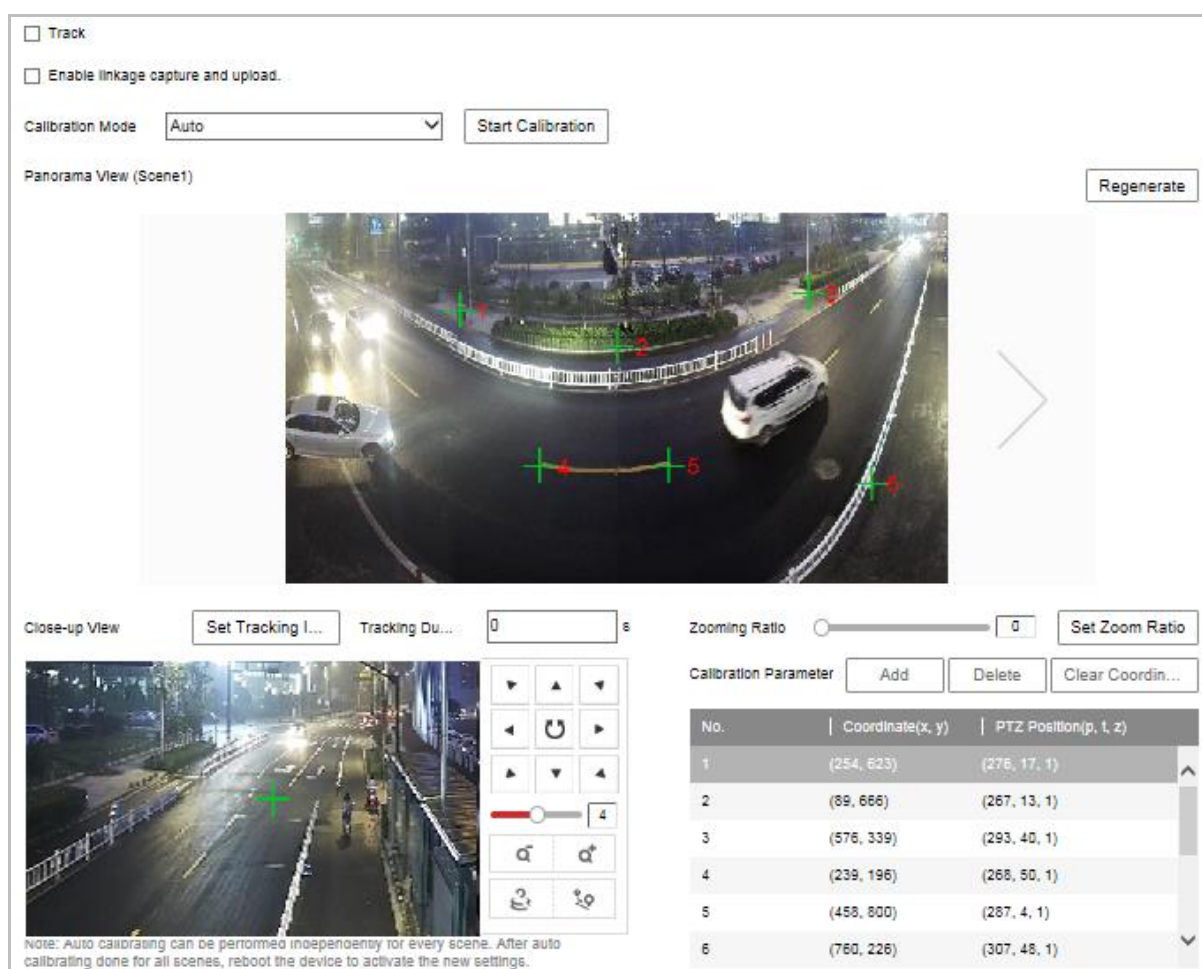 Track
Enable linkage capture and upload.
Calibration Mode Auto Start Calibration
Panorama View (Scene1)
Regenerate
1
3
2
4
5
6
Close-up View Set Tracking I... Tracking Du... 0 s Zooming Ratio 0 Set Zoom Ratio
Calibration Parameter Add Delete Clear Coordin...
No. Coordinate(x, y) PTZ Position(p, t, z)
1 (254, 623) (276, 17, 1)
2 (89, 666) (267, 13, 1)
3 (576, 339) (293, 40, 1)
4
4 (239, 196) (268, 50, 1)
5 (458, 800) (287, 4, 1)
6 (760, 226) (307, 48, 1)
Note: Auto calibrating can be performed independently for every scene. After auto
calibrating done for all scenes, reboot the device to activate the new settings.